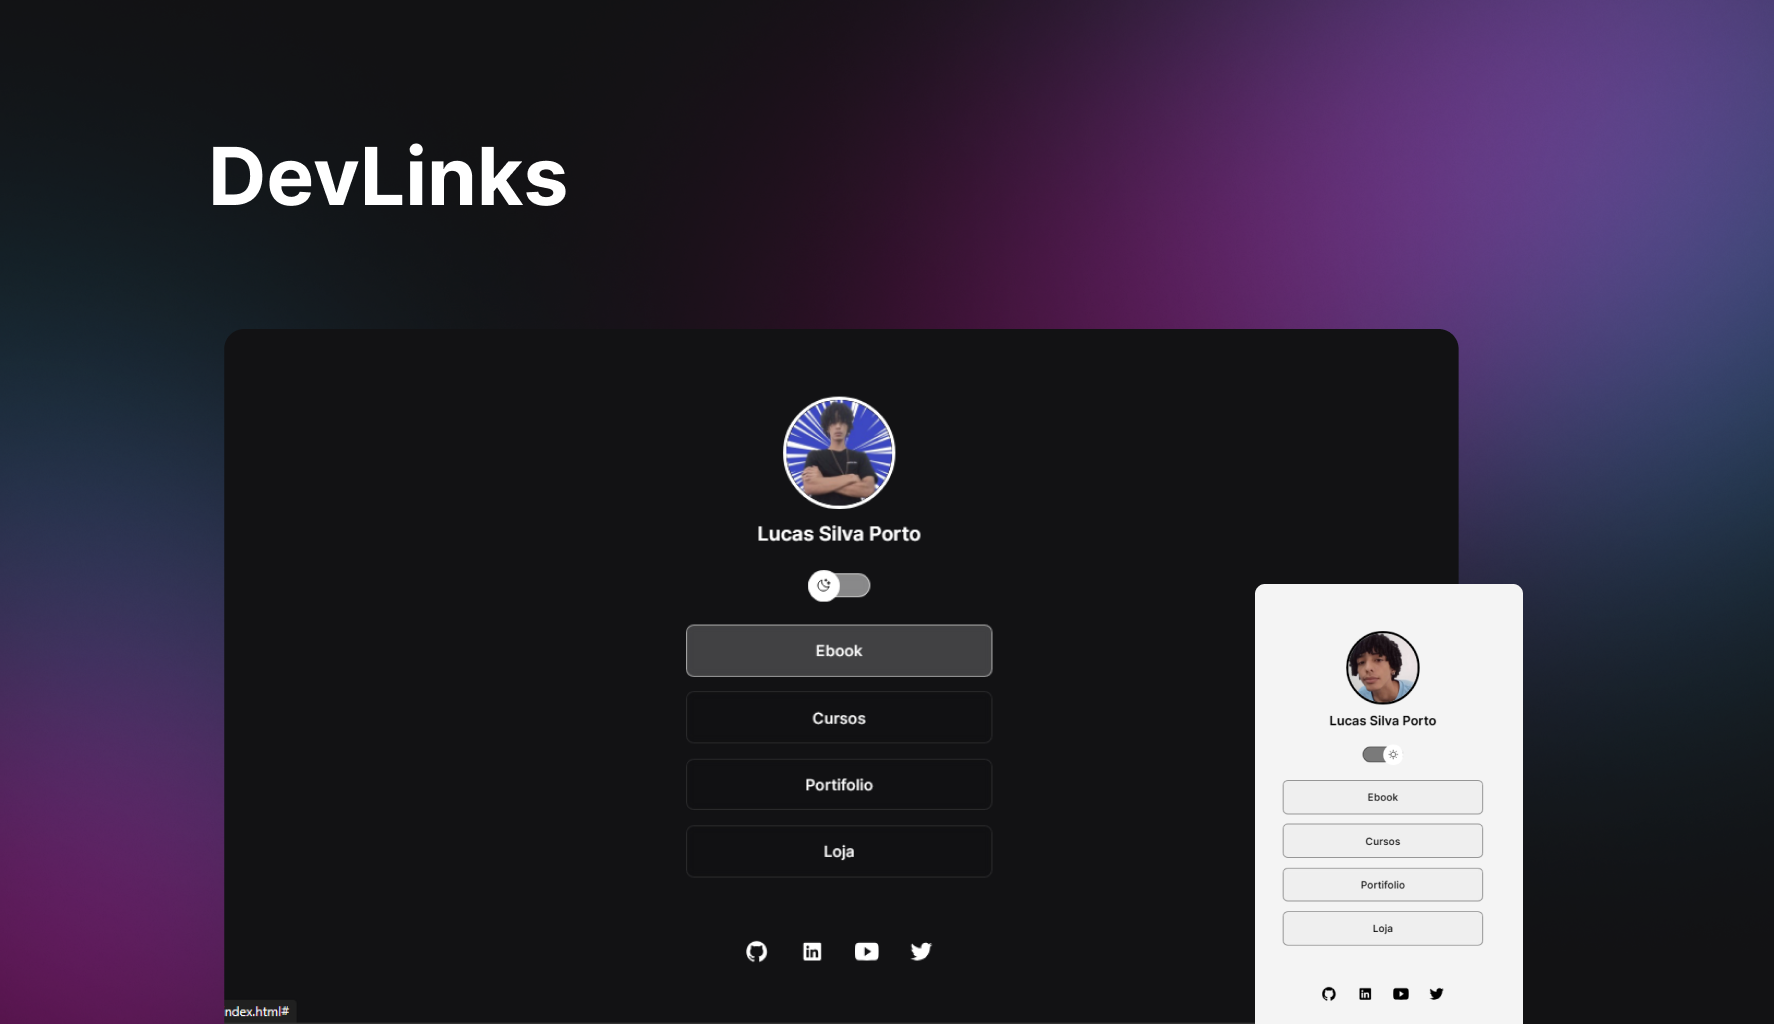 DevLinks
Lucas Silva Porto
Ebook
Cursos
Portifolio
Loja
ndex.html#
Lucas Silva Porto
Ebook
Cursos
Portifolio
Loja